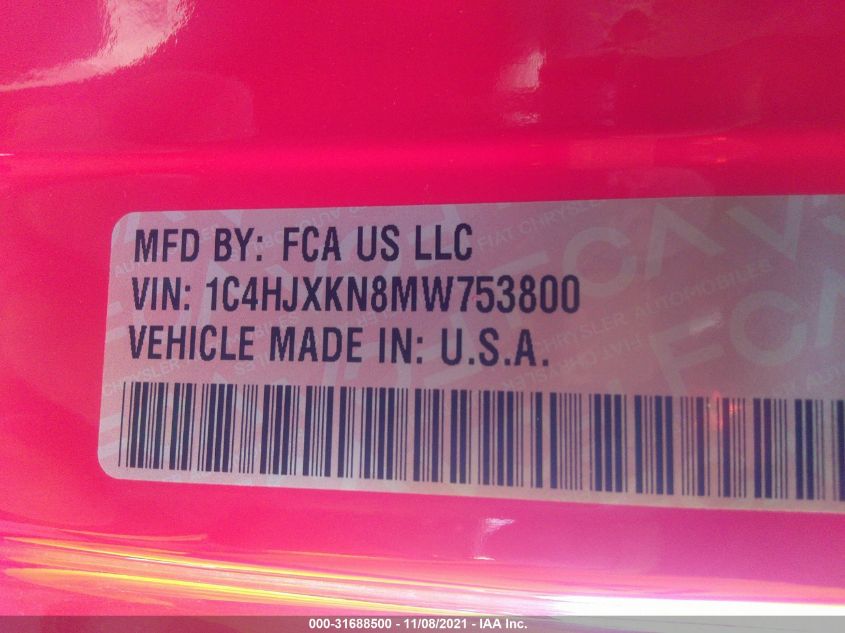 MFD BY: FCA US LLC
VIN: 1C4HJXKN8MW753800
VEHICLE MADE IN: U.S.A.
000-31688500 - 11/08/2021 - IAA Inc.